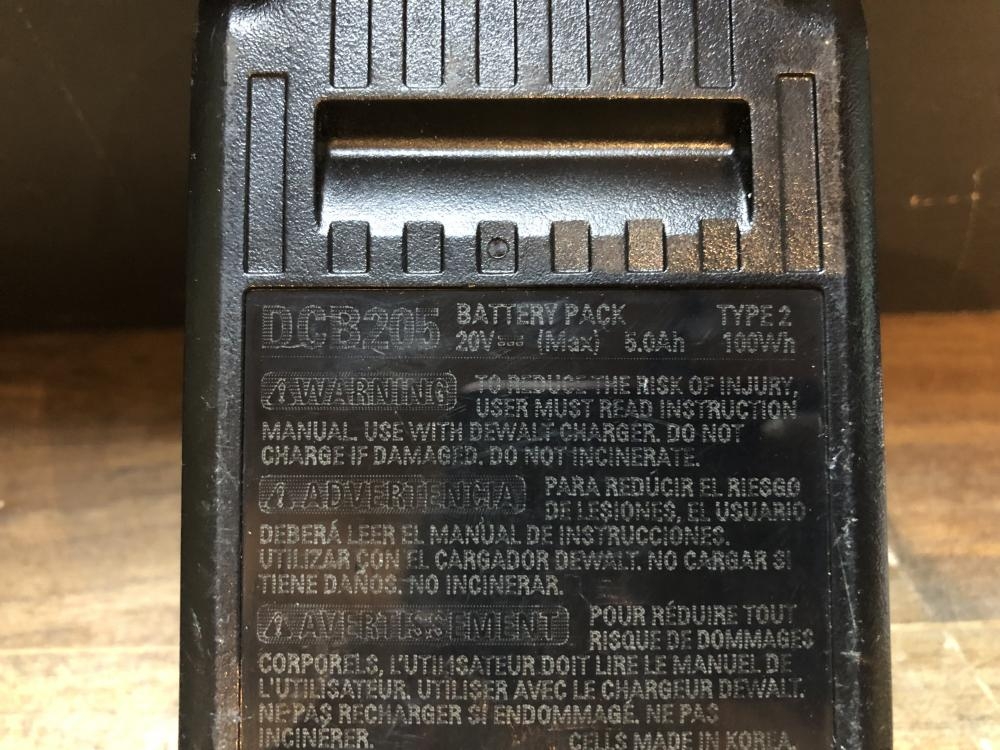 DCB205 BATTERY PACK TYPE 2
20V⎓ (Max) 5.0Ah 100Wh
⚠WARNING TO REDUCE THE RISK OF INJURY,
USER MUST READ INSTRUCTION
MANUAL. USE WITH DEWALT CHARGER. DO NOT
CHARGE IF DAMAGED. DO NOT INCINERATE.
⚠ADVERTENCIA PARA REDUCIR EL RIESGO
DE LESIONES, EL USUARIO
DEBERÁ LEER EL MANUAL DE INSTRUCCIONES.
UTILIZAR CON EL CARGADOR DEWALT. NO CARGAR SI
TIENE DAÑOS. NO INCINERAR.
⚠AVERTISSEMENT POUR RÉDUIRE TOUT
RISQUE DE DOMMAGES
CORPORELS, L'UTILISATEUR DOIT LIRE LE MANUEL DE
L'UTILISATEUR. UTILISER AVEC LE CHARGEUR DEWALT.
NE PAS RECHARGER SI ENDOMMAGÉ. NE PAS
INCINÉRER. CELLS MADE IN KOREA.